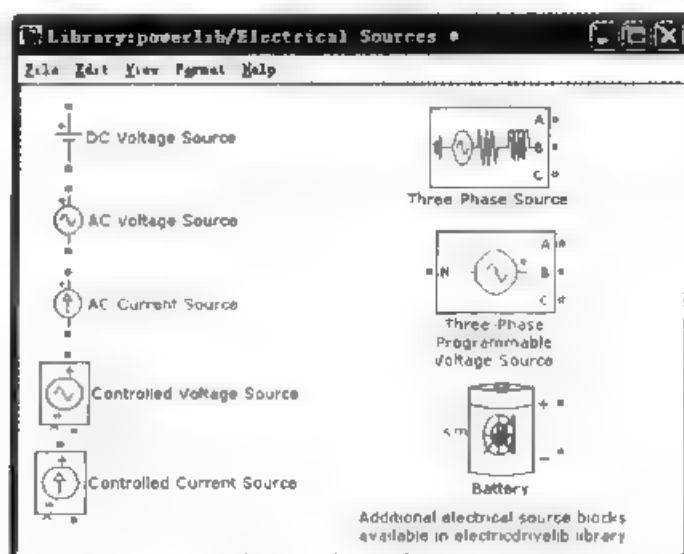 Library:powerlib/Electrical Sources *
File Edit View Format Help
DC Voltage Source
AC Voltage Source
AC Current Source
Controlled Voltage Source
Controlled Current Source
A
B
C
Three Phase Source
N
A
B
C
Three-Phase
Programmable
Voltage Source
m
+
_
Battery
Additional electrical source blocks
available in electricdrivelib library